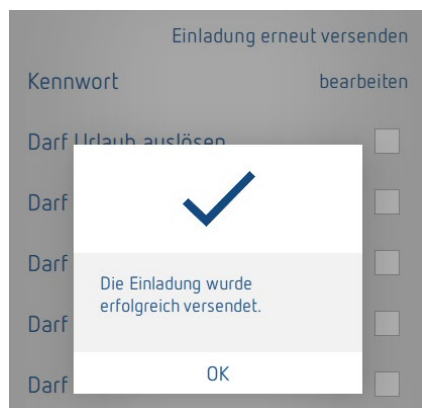 Einladung erneut versenden
Kennwort bearbeiten
Darf Urlaub auslösen
Darf
Darf
Die Einladung wurde
erfolgreich versendet.
Darf
OK
Darf